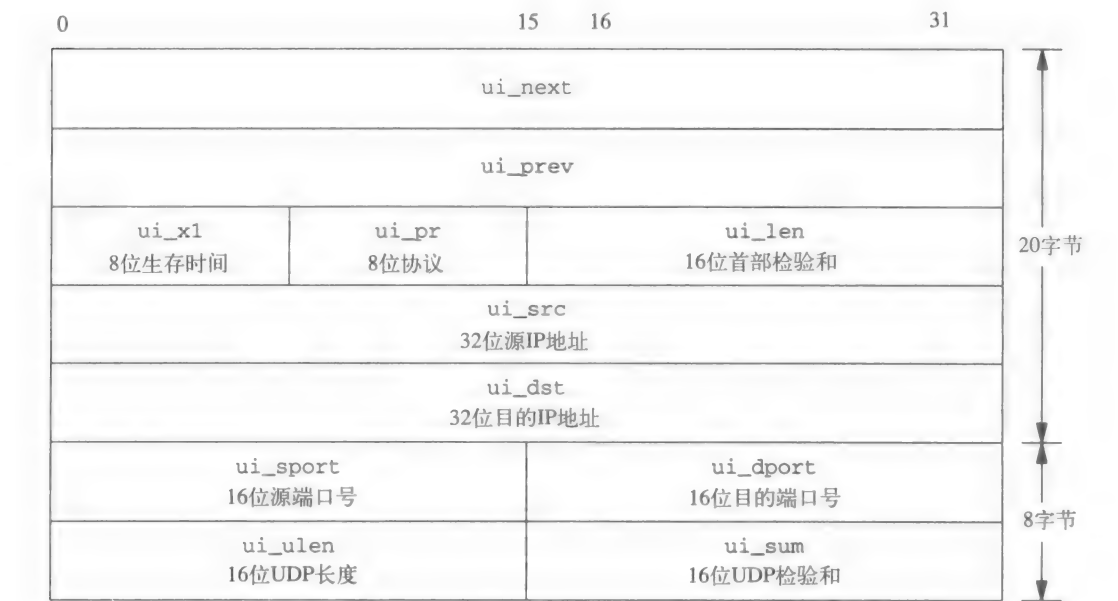 0 15 16 31
ui_next
ui_prev
ui_x1 ui_pr ui_len
8位生存时间 8位协议 16位首部检验和
20字节
ui_src
32位源IP地址
ui_dst
32位目的IP地址
ui_sport ui_dport
16位源端口号 16位目的端口号
8字节
ui_ulen ui_sum
16位UDP长度 16位UDP检验和